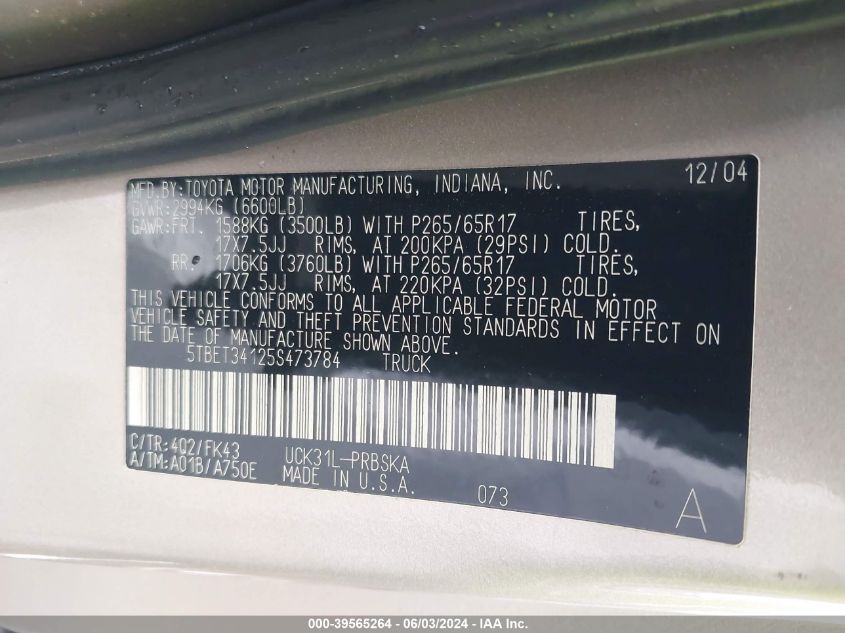 MFD.BY:TOYOTA MOTOR MANUFACTURING, INDIANA, INC. 12/04
GVWR:2994KG (6600LB)
GAWR:FRT. 1588KG (3500LB) WITH P265/65R17 TIRES,
17X7.5JJ RIMS, AT 200KPA (29PSI) COLD.
RR. 1706KG (3760LB) WITH P265/65R17 TIRES,
17X7.5JJ RIMS, AT 220KPA (32PSI) COLD.
THIS VEHICLE CONFORMS TO ALL APPLICABLE FEDERAL MOTOR
VEHICLE SAFETY AND THEFT PREVENTION STANDARDS IN EFFECT ON
THE DATE OF MANUFACTURE SHOWN ABOVE.
5TBET34125S473784 TRUCK
C/TR:4Q2/FK43 UCK31L-PRBSKA
A/TM:A01B/A750E MADE IN U.S.A. 073 A
000-39565264 - 06/03/2024 - IAA Inc.